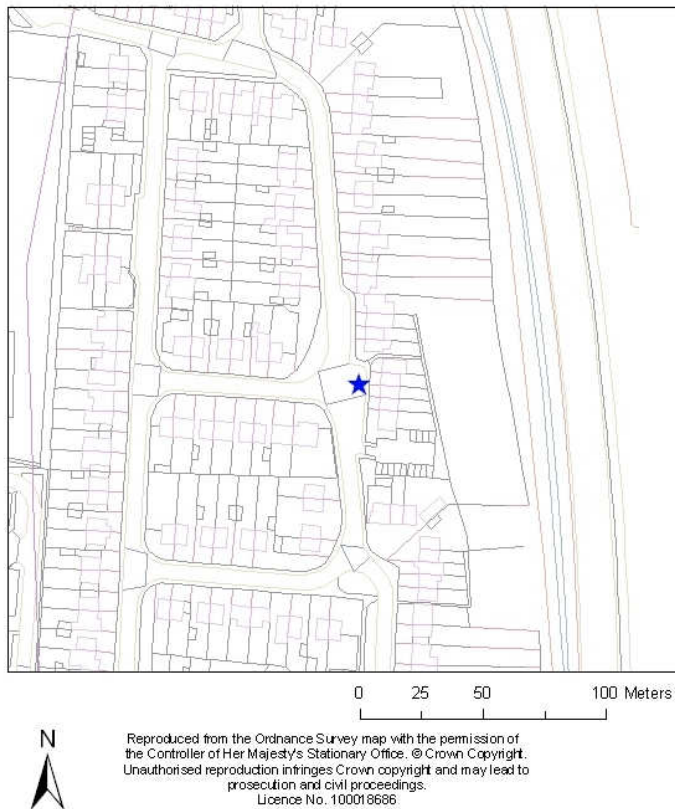 0 25 50 100 Meters
N
Reproduced from the Ordnance Survey map with the permission of
the Controller of Her Majesty's Stationary Office. © Crown Copyright.
Unauthorised reproduction infringes Crown copyright and may lead to
prosecution and civil proceedings.
Licence No. 100018686